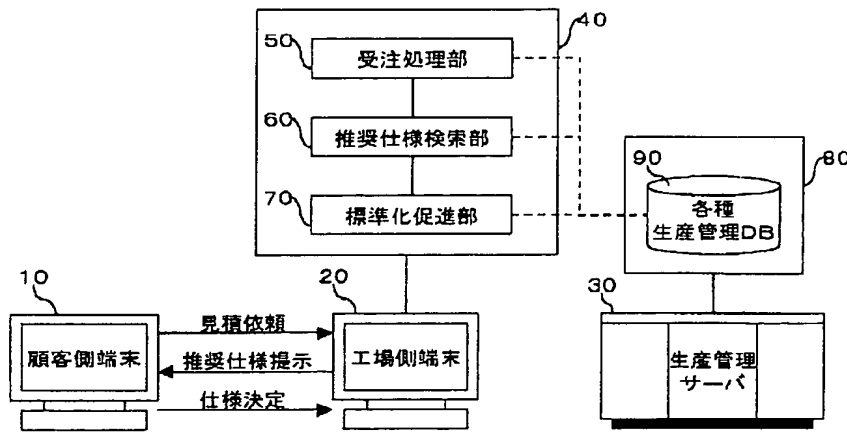 40
50
受注処理部
60
推奨仕様検索部
70
標準化促進部
80
90
各種
生産管理DB
10
顧客側端末
20
工場側端末
見積依頼
推奨仕様提示
仕様決定
30
生産管理
サーバ